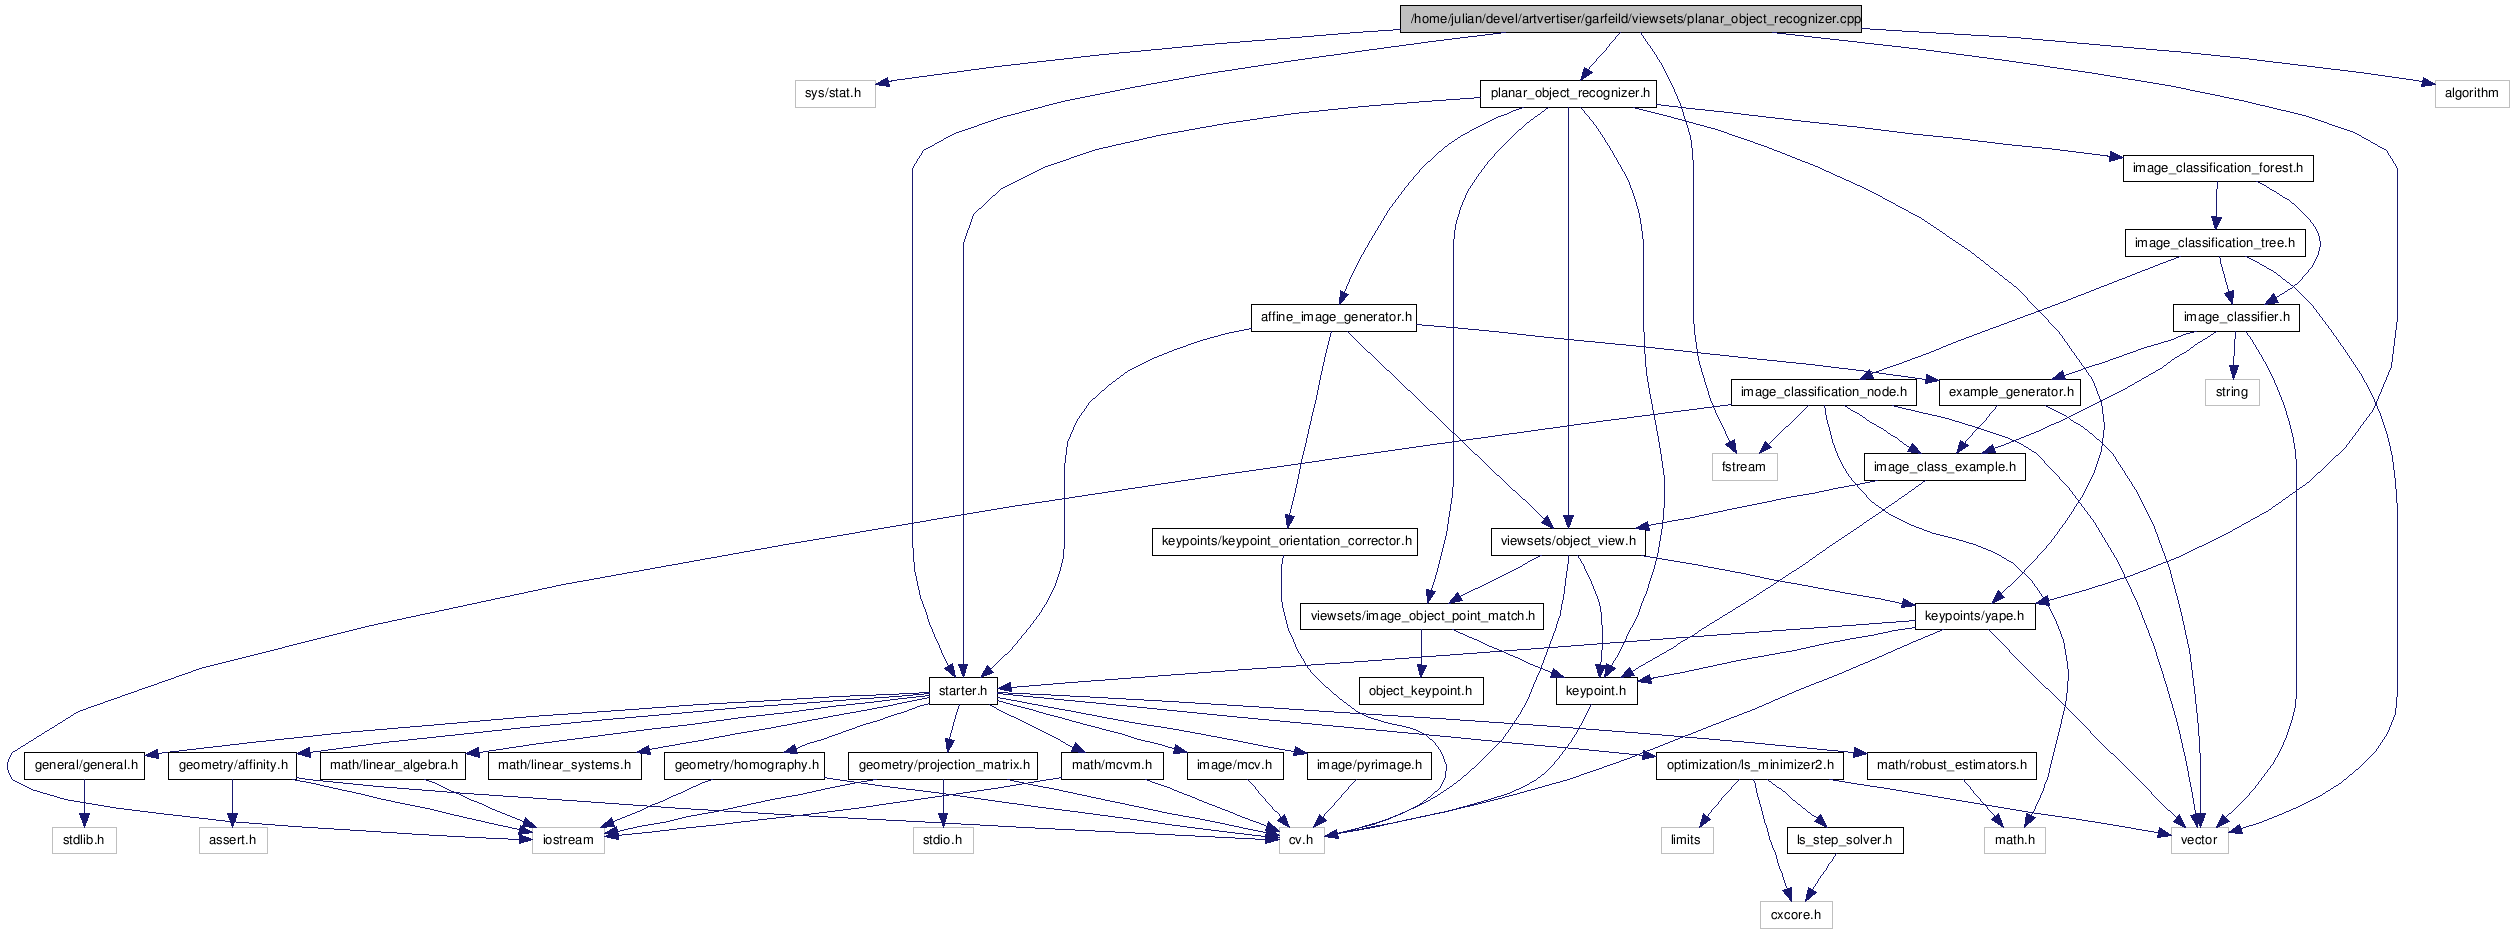 /home/julian/devel/artvertiser/garfeild/viewsets/planar_object_recognizer.cpp
sys/stat.h
planar_object_recognizer.h
algorithm
image_classification_forest.h
image_classification_tree.h
affine_image_generator.h
image_classifier.h
image_classification_node.h
example_generator.h
string
fstream
image_class_example.h
keypoints/keypoint_orientation_corrector.h
viewsets/object_view.h
viewsets/image_object_point_match.h
keypoints/yape.h
starter.h
object_keypoint.h
keypoint.h
general/general.h
geometry/affinity.h
math/linear_algebra.h
math/linear_systems.h
geometry/homography.h
geometry/projection_matrix.h
math/mcvm.h
image/mcv.h
image/pyrimage.h
optimization/ls_minimizer2.h
math/robust_estimators.h
stdlib.h
assert.h
iostream
stdio.h
cv.h
limits
ls_step_solver.h
math.h
vector
cxcore.h